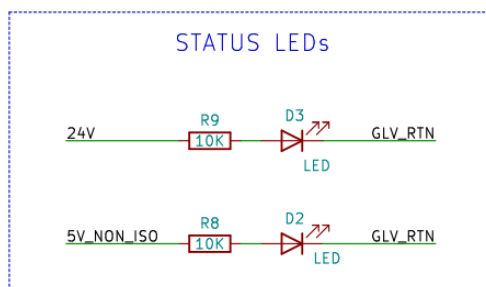 STATUS LEDs
R9
D3
24V
10K
GLV_RTN
LED
R8
D2
5V_NON_ISO
10K
GLV_RTN
LED